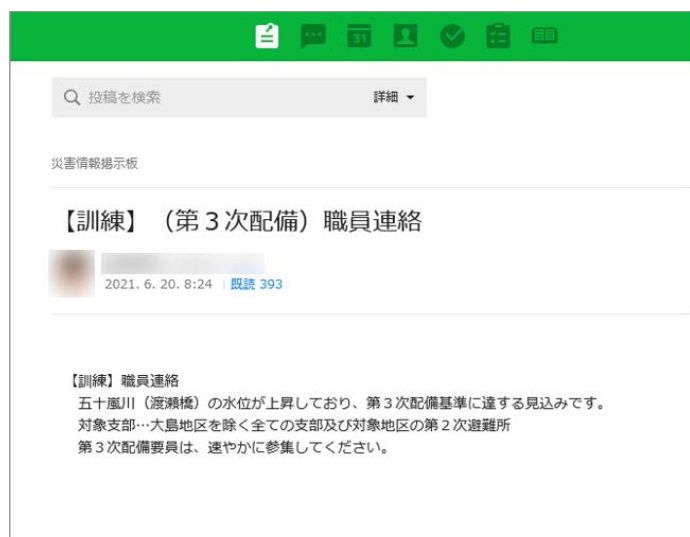 31
投稿を検索 詳細
災害情報掲示板
【訓練】（第３次配備）職員連絡
2021. 6. 20. 8:24 既読 393
【訓練】職員連絡
五十嵐川（渡瀬橋）の水位が上昇しており、第３次配備基準に達する見込みです。
対象支部…大島地区を除く全ての支部及び対象地区の第２次避難所
第３次配備要員は、速やかに参集してください。